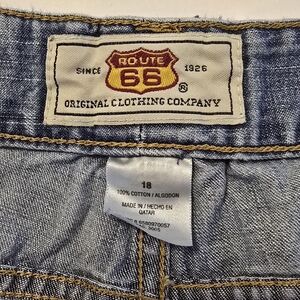 ROUTE
SINCE 66 1926
®
ORIGINAL CLOTHING COMPANY
18
100% COTTON / ALGODON
MADE IN / HECHO EN
QATAR